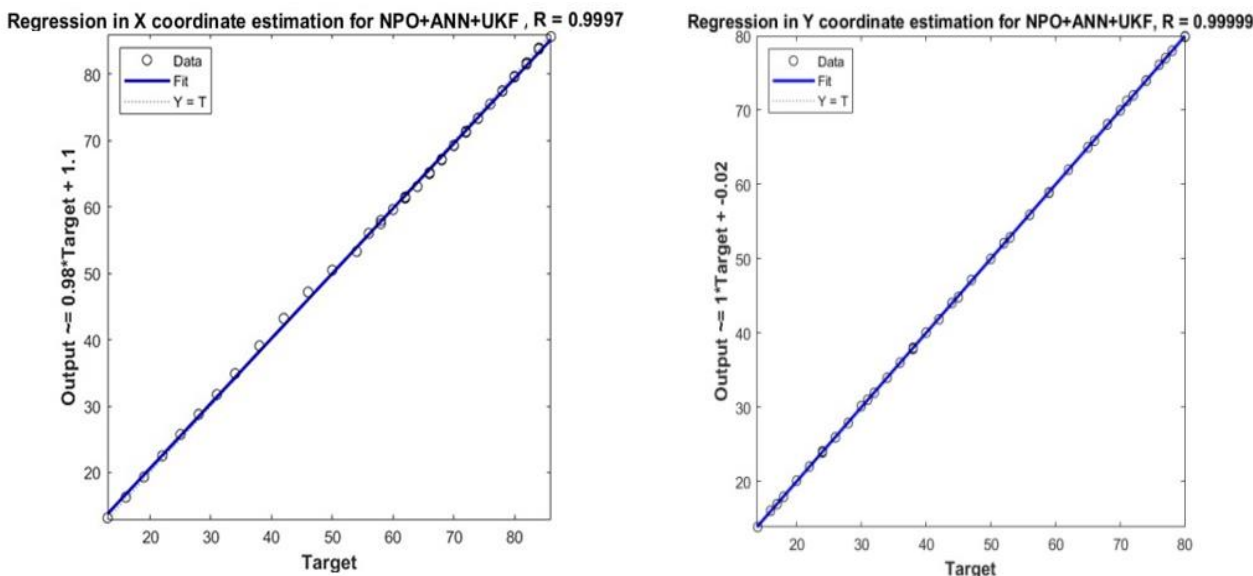 Regression in X coordinate estimation for NPO+ANN+UKF , R = 0.9997
Data
Fit
Y = T
Output ~= 0.98*Target + 1.1
80
70
60
50
40
30
20
20 30 40 50 60 70 80
Target
Regression in Y coordinate estimation for NPO+ANN+UKF, R = 0.99999
Data
Fit
Y = T
Output ~= 1*Target + -0.02
80
70
60
50
40
30
20
20 30 40 50 60 70 80
Target